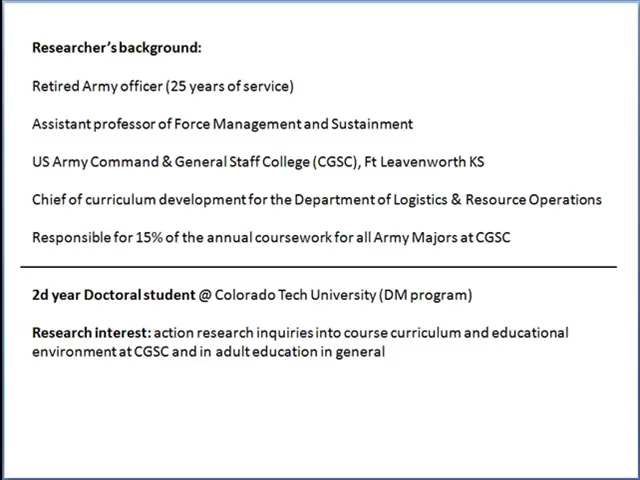 Researcher's background:
Retired Army officer (25 years of service)
Assistant professor of Force Management and Sustainment
US Army Command & General Staff College (CGSC), Ft Leavenworth KS
Chief of curriculum development for the Department of Logistics & Resource Operations
Responsible for 15% of the annual coursework for all Army Majors at CGSC
2d year Doctoral student @ Colorado Tech University (DM program)
Research interest: action research inquiries into course curriculum and educational
environment at CGSC and in adult education in general